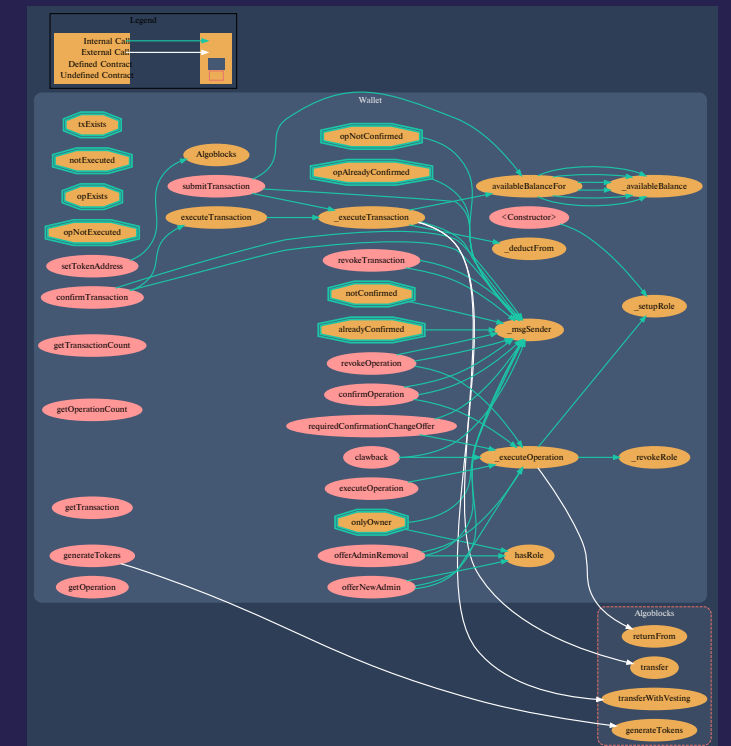 Legend
Internal Call
External Call
Defined Contract
Undefined Contract
Wallet
txExists
notExecuted
opExists
opNotExecuted
setTokenAddress
confirmTransaction
getTransactionCount
getOperationCount
getTransaction
generateTokens
getOperation
Algoblocks
submitTransaction
executeTransaction
opNotConfirmed
opAlreadyConfirmed
_executeTransaction
revokeTransaction
notConfirmed
alreadyConfirmed
revokeOperation
confirmOperation
requiredConfirmationChangeOffer
clawback
executeOperation
onlyOwner
offerAdminRemoval
offerNewAdmin
availableBalanceFor
<Constructor>
_deductFrom
_msgSender
_executeOperation
hasRole
_availableBalance
_setupRole
_revokeRole
Algoblocks
returnFrom
transfer
transferWithVesting
generateTokens